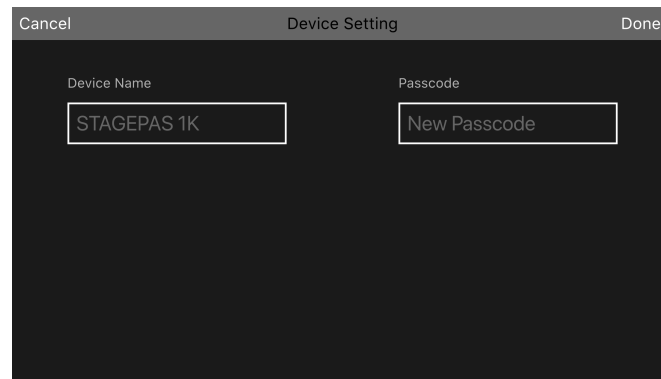 Cancel Device Setting Done
Device Name Passcode
STAGEPAS 1K New Passcode